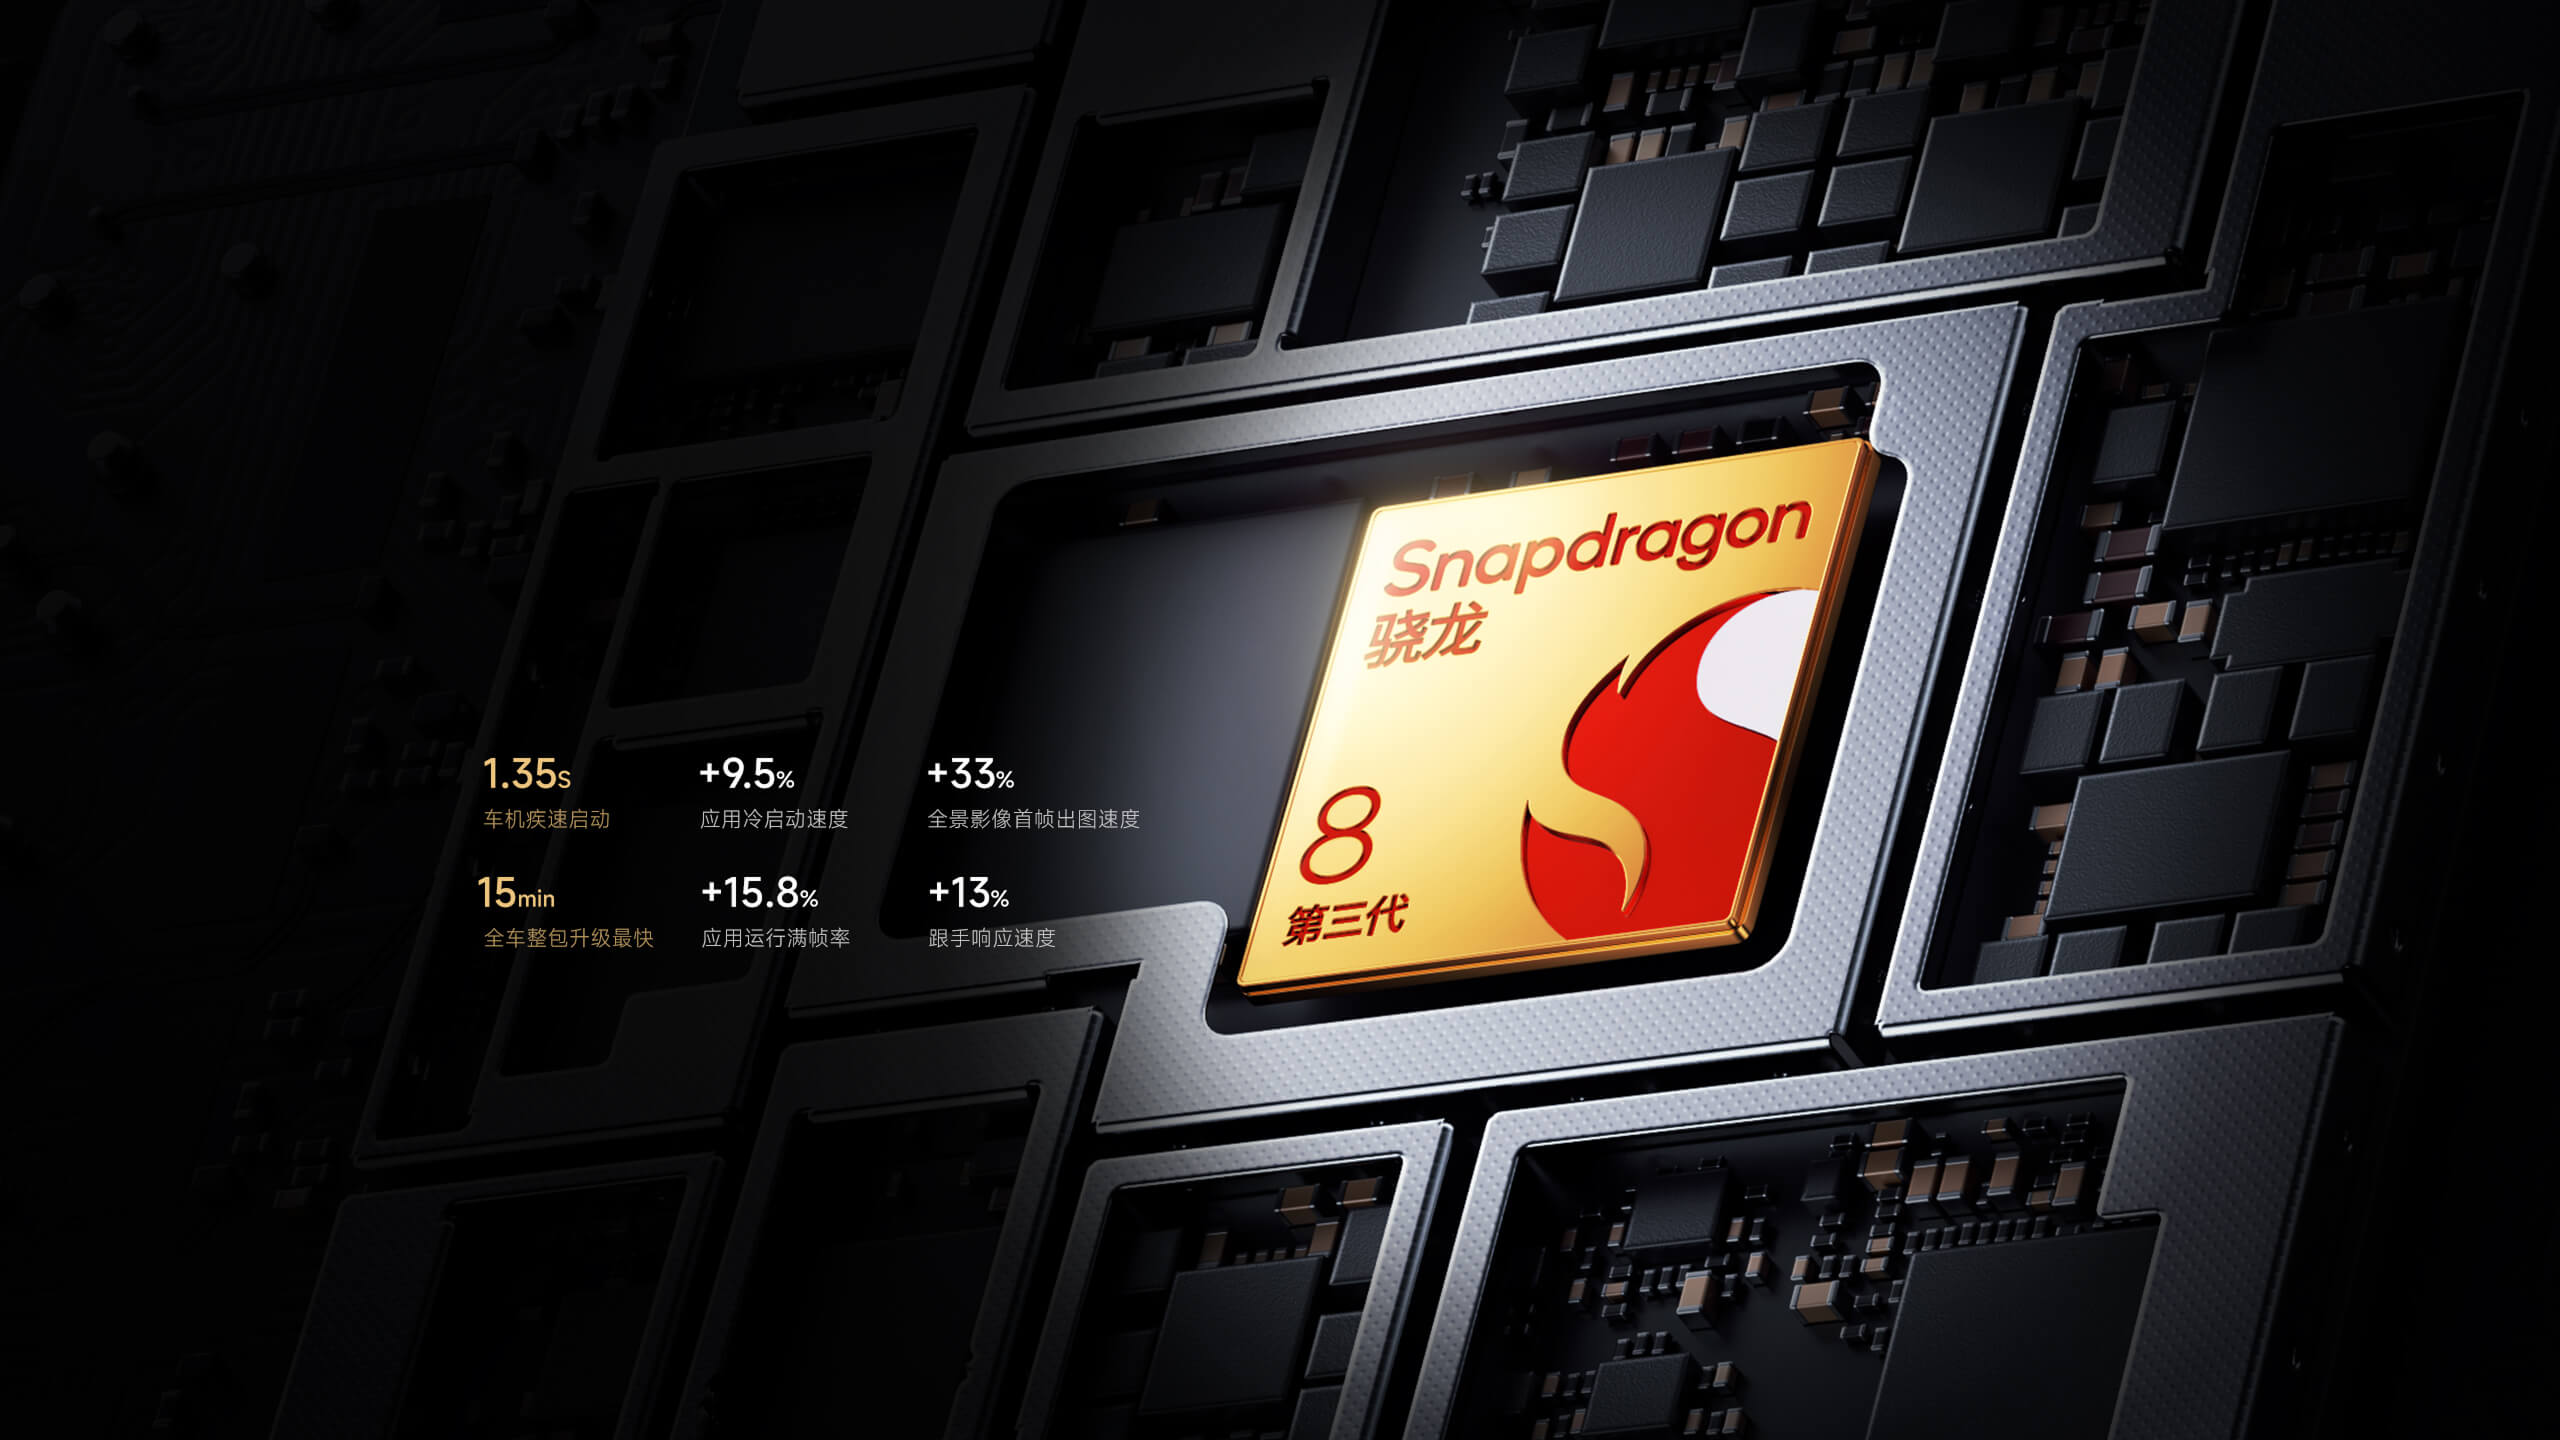 Snapdragon
骁龙
8
第三代
1.35s
车机疾速启动
+9.5%
应用冷启动速度
+33%
全景影像首帧出图速度
15min
全车整包升级最快
+15.8%
应用运行满帧率
+13%
跟手响应速度